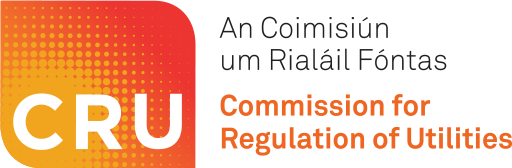 CRU
An Coimisiún
um Rialáil Fóntas
Commission for
Regulation of Utilities